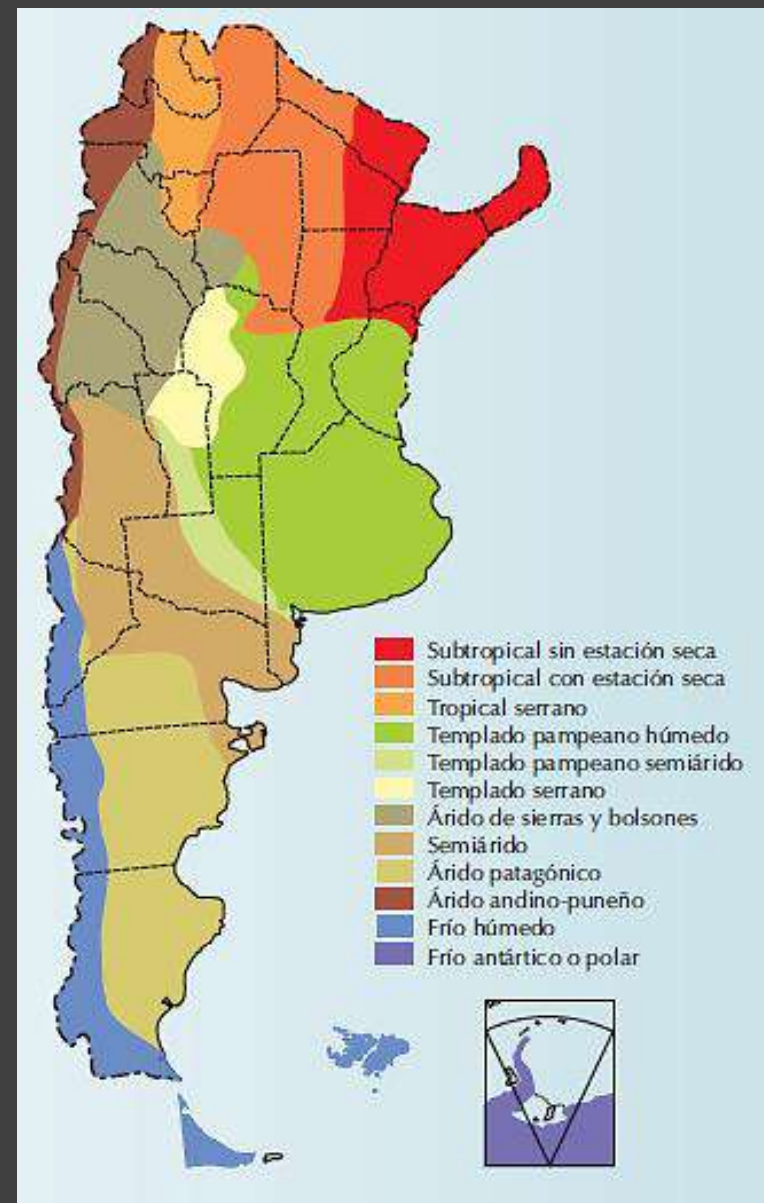 Subtropical sin estación seca
Subtropical con estación seca
Tropical serrano
Templado pampeano húmedo
Templado pampeano semiárido
Templado serrano
Árido de sierras y bolsones
Semiárido
Árido patagónico
Árido andino-puneño
Frío húmedo
Frío antártico o polar